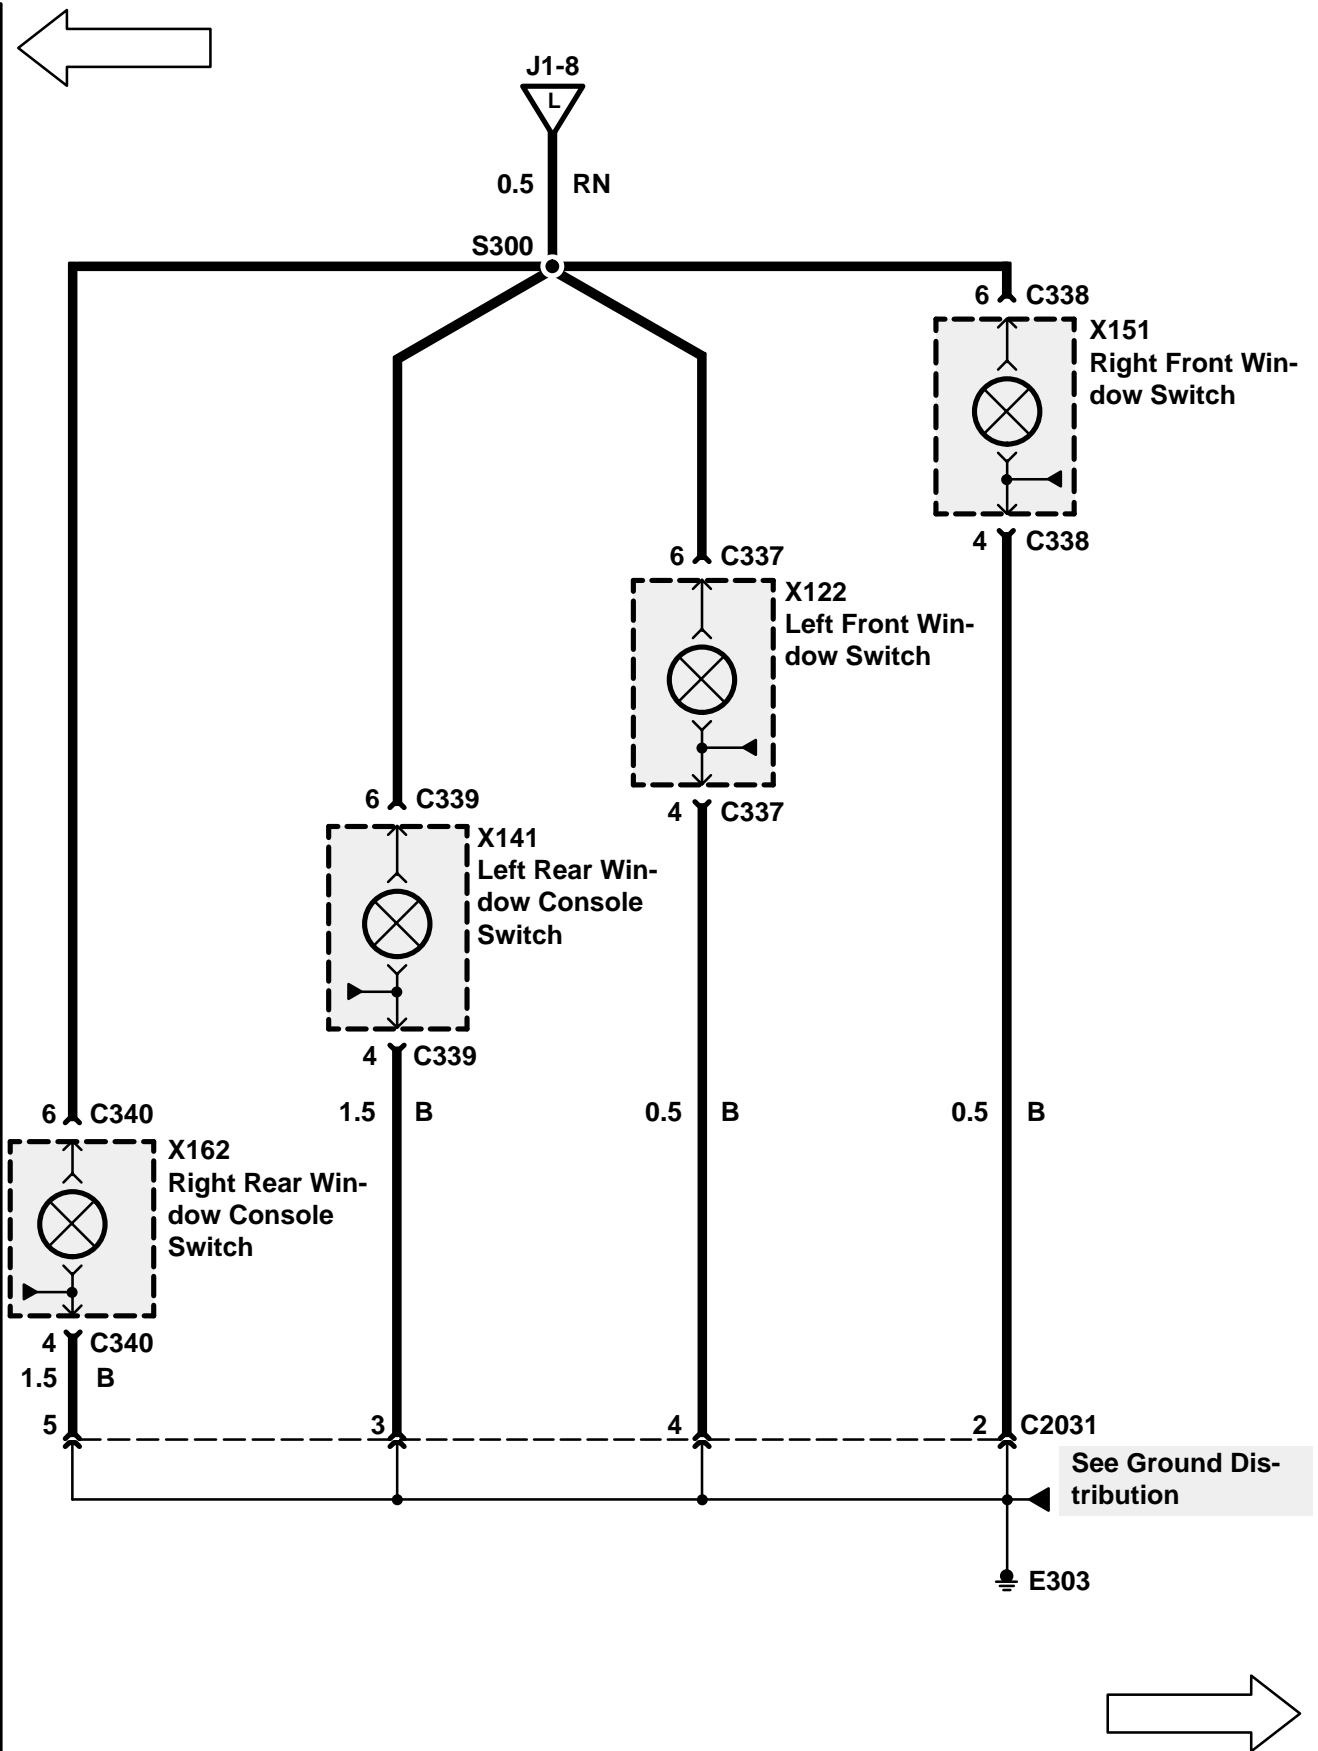 J1-8
L
0.5 RN
S300
6 C338
X151
Right Front Win-
dow Switch
4 C338
6 C337
X122
Left Front Win-
dow Switch
4 C337
6 C339
X141
Left Rear Win-
dow Console
Switch
4 C339
1.5 B
0.5 B
0.5 B
6 C340
X162
Right Rear Win-
dow Console
Switch
4 C340
1.5 B
5
3
4
2 C2031
See Ground Dis-
tribution
E303